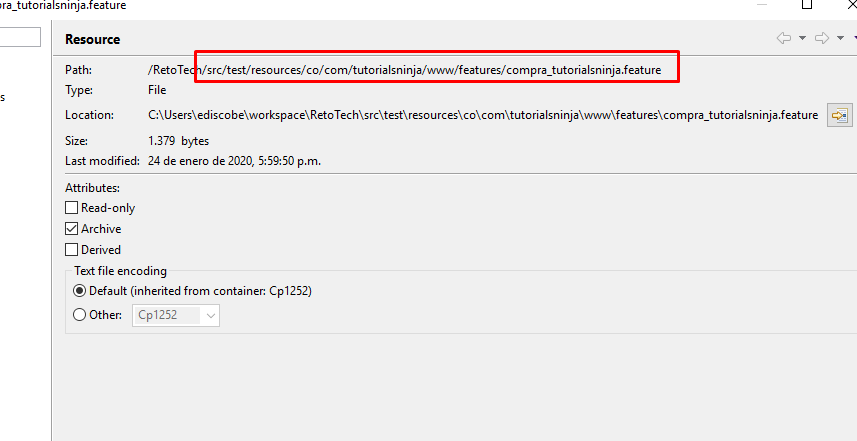 ra_tutorialsninja.feature
Resource
Path: /RetoTech/src/test/resources/co/com/tutorialsninja/www/features/compra_tutorialsninja.feature
s
Type: File
Location: C:\Users\ediscobe\workspace\RetoTech\src\test\resources\co\com\tutorialsninja\www\features\compra_tutorialsninja.feature
Size: 1.379 bytes
Last modified: 24 de enero de 2020, 5:59:50 p.m.
Attributes:
Read-only
Archive
Derived
Text file encoding
Default (inherited from container: Cp1252)
Other: Cp1252